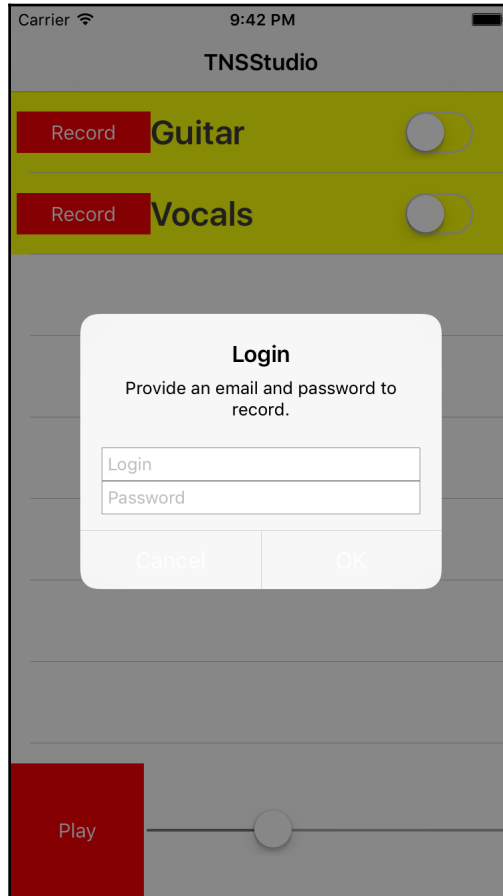 Carrier 9:42 PM
TNSStudio
Record Guitar
Record Vocals
Login
Provide an email and password to
record.
Login
Password
Cancel OK
Play